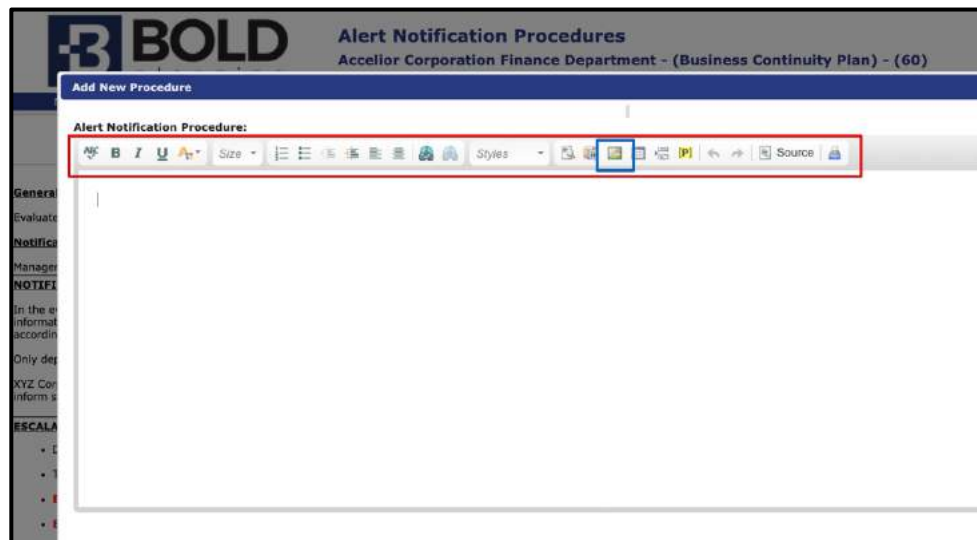 BOLD
Alert Notification Procedures
Accelior Corporation Finance Department - (Business Continuity Plan) - (60)
Add New Procedure
Alert Notification Procedure:
ABC B I U A Size Styles [P] Source
General
Evaluate
Notifica
Manager
NOTIFI
In the e
informat
accordin
Only dep
XYZ Cor
inform s
ESCALA